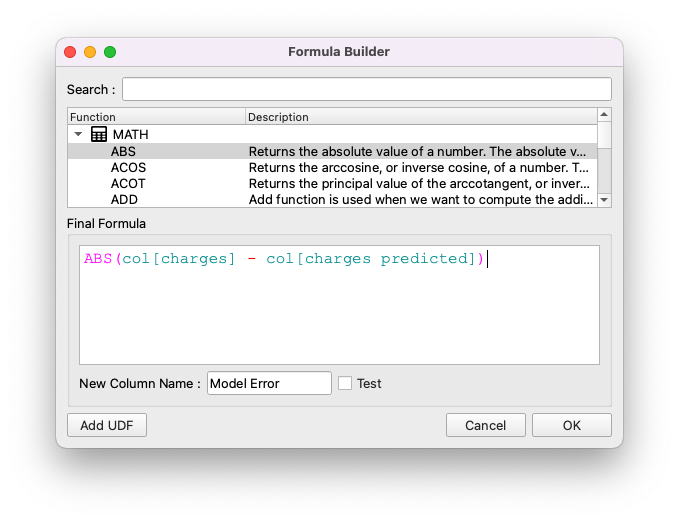 Formula Builder
Search :
Function Description
MATH
ABS Returns the absolute value of a number. The absolute v...
ACOS Returns the arccosine, or inverse cosine, of a number. T...
ACOT Returns the principal value of the arccotangent, or inver...
ADD Add function is used when we want to compute the addi...
Final Formula
ABS(col[charges] - col[charges predicted])
New Column Name : Model Error Test
Add UDF Cancel OK